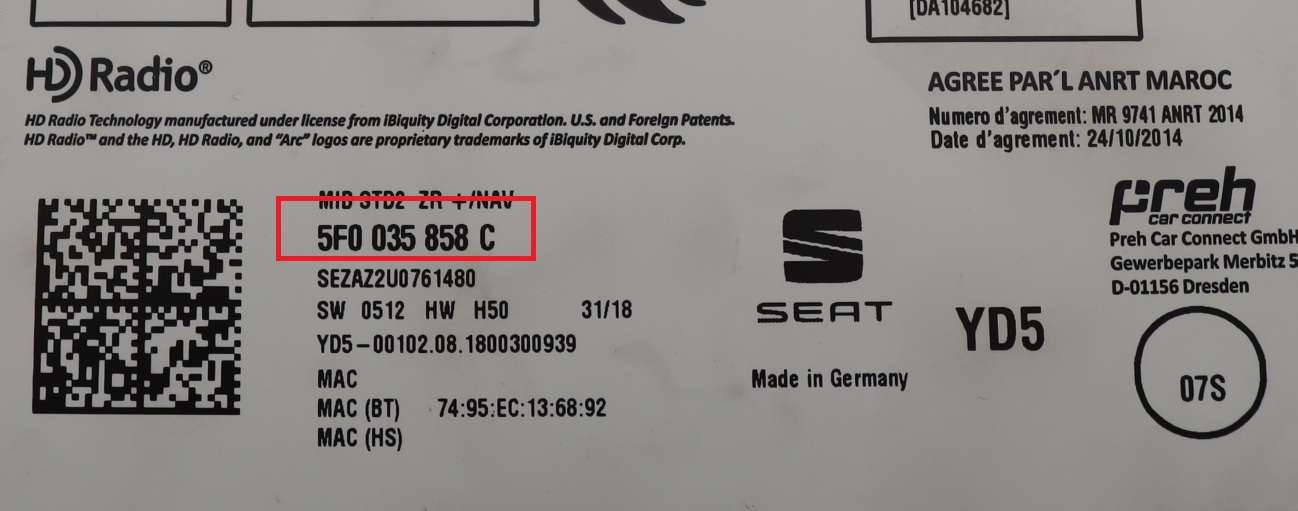 [DA104682]
HD Radio®
HD Radio Technology manufactured under license from iBiquity Digital Corporation. U.S. and Foreign Patents.
HD Radio™ and the HD, HD Radio, and “Arc” logos are proprietary trademarks of iBiquity Digital Corp.
AGREE PAR´L ANRT MAROC
Numero d'agrement: MR 9741 ANRT 2014
Date d'agrement: 24/10/2014
MIB STD2 ZR +/NAV
5F0 035 858 C
SEZAZ2U0761480
SW 0512 HW H50 31/18
YD5-00102.08.1800300939
MAC
MAC (BT) 74:95:EC:13:68:92
MAC (HS)
SEAT
Made in Germany
YD5
preh
car connect
Preh Car Connect GmbH
Gewerbepark Merbitz 5
D-01156 Dresden
07S